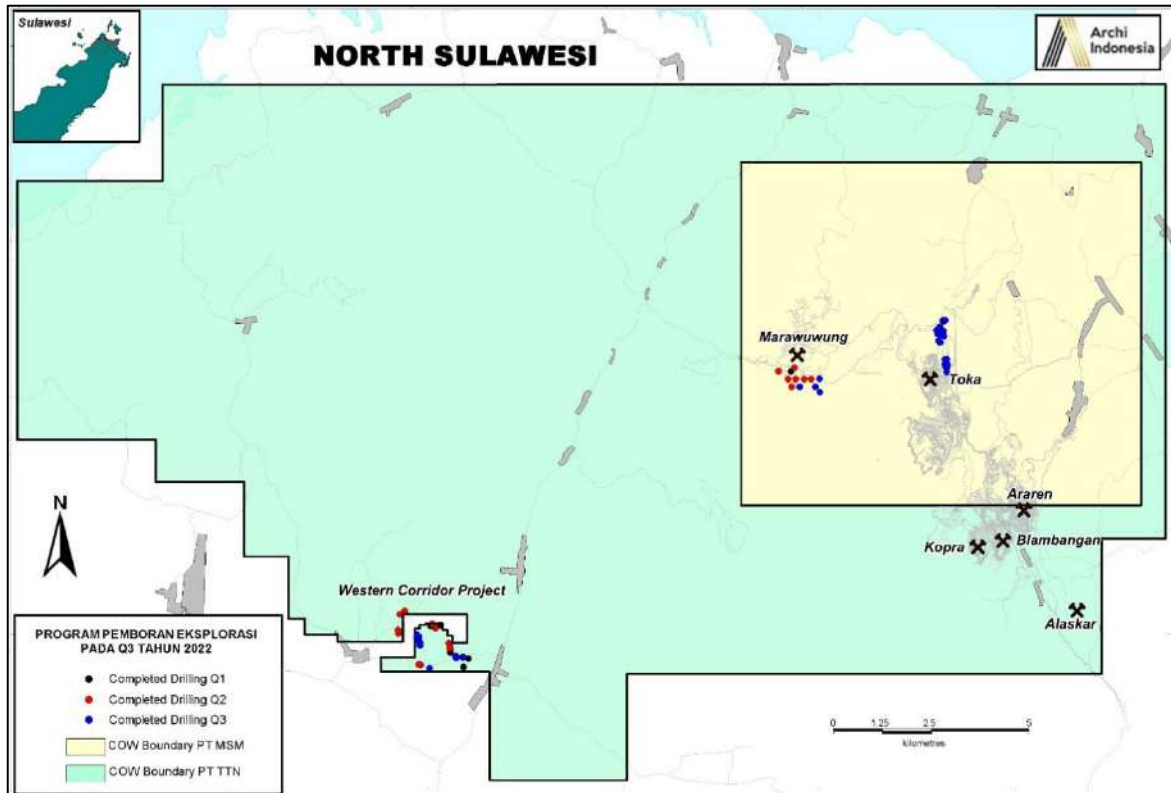 Sulawesi
NORTH SULAWESI
Archi
Indonesia
Marawuwung
Toka
Araren
Kopra
Blambangan
Alaskar
N
Western Corridor Project
PROGRAM PEMBORAN EKSPLORASI
PADA Q3 TAHUN 2022
Completed Drilling Q1
Completed Drilling Q2
Completed Drilling Q3
COW Boundary PT MSM
COW Boundary PT TTN
0 1.25 2.5 5
kilometres